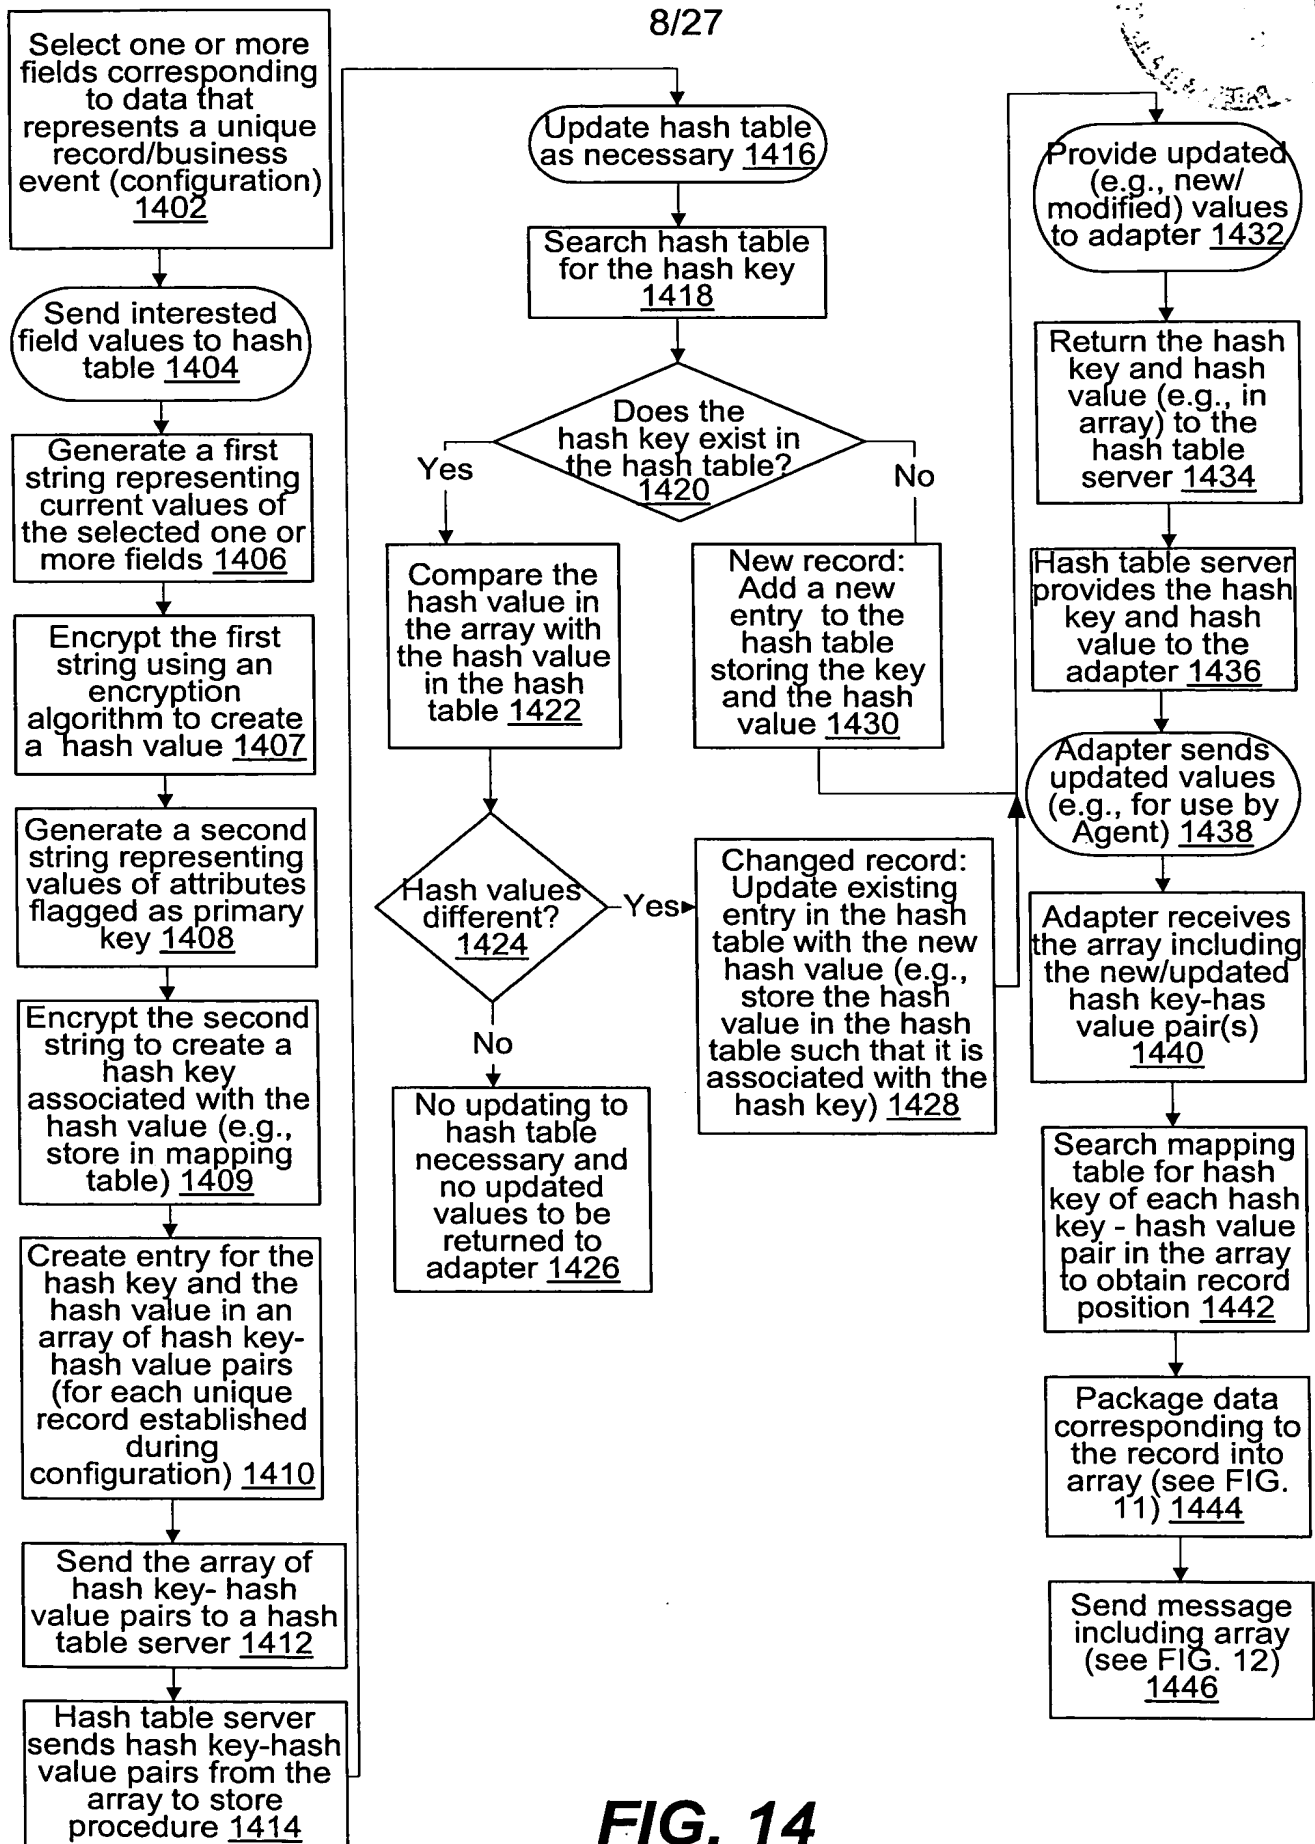 8/27
Select one or more
fields corresponding
to data that
represents a unique
record/business
event (configuration)
1402
Send interested
field values to hash
table 1404
Generate a first
string representing
current values of
the selected one or
more fields 1406
Encrypt the first
string using an
encryption
algorithm to create
a hash value 1407
Generate a second
string representing
values of attributes
flagged as primary
key 1408
Encrypt the second
string to create a
hash key
associated with the
hash value (e.g.,
store in mapping
table) 1409
Create entry for the
hash key and the
hash value in an
array of hash key-
hash value pairs
(for each unique
record established
during
configuration) 1410
Send the array of
hash key- hash
value pairs to a hash
table server 1412
Hash table server
sends hash key-hash
value pairs from the
array to store
procedure 1414
Update hash table
as necessary 1416
Search hash table
for the hash key
1418
Does the
hash key exist in
the hash table?
1420
Yes
No
Compare the
hash value in
the array with
the hash value
in the hash
table 1422
New record:
Add a new
entry to the
hash table
storing the key
and the hash
value 1430
Hash values
different?
1424
Yes
No
Changed record:
Update existing
entry in the hash
table with the new
hash value (e.g.,
store the hash
value in the hash
table such that it is
associated with the
hash key) 1428
No updating to
hash table
necessary and
no updated
values to be
returned to
adapter 1426
Provide updated
(e.g., new/
modified) values
to adapter 1432
Return the hash
key and hash
value (e.g., in
array) to the
hash table
server 1434
Hash table server
provides the hash
key and hash
value to the
adapter 1436
Adapter sends
updated values
(e.g., for use by
Agent) 1438
Adapter receives
the array including
the new/updated
hash key-has
value pair(s)
1440
Search mapping
table for hash
key of each hash
key - hash value
pair in the array
to obtain record
position 1442
Package data
corresponding to
the record into
array (see FIG.
11) 1444
Send message
including array
(see FIG. 12)
1446
FIG. 14